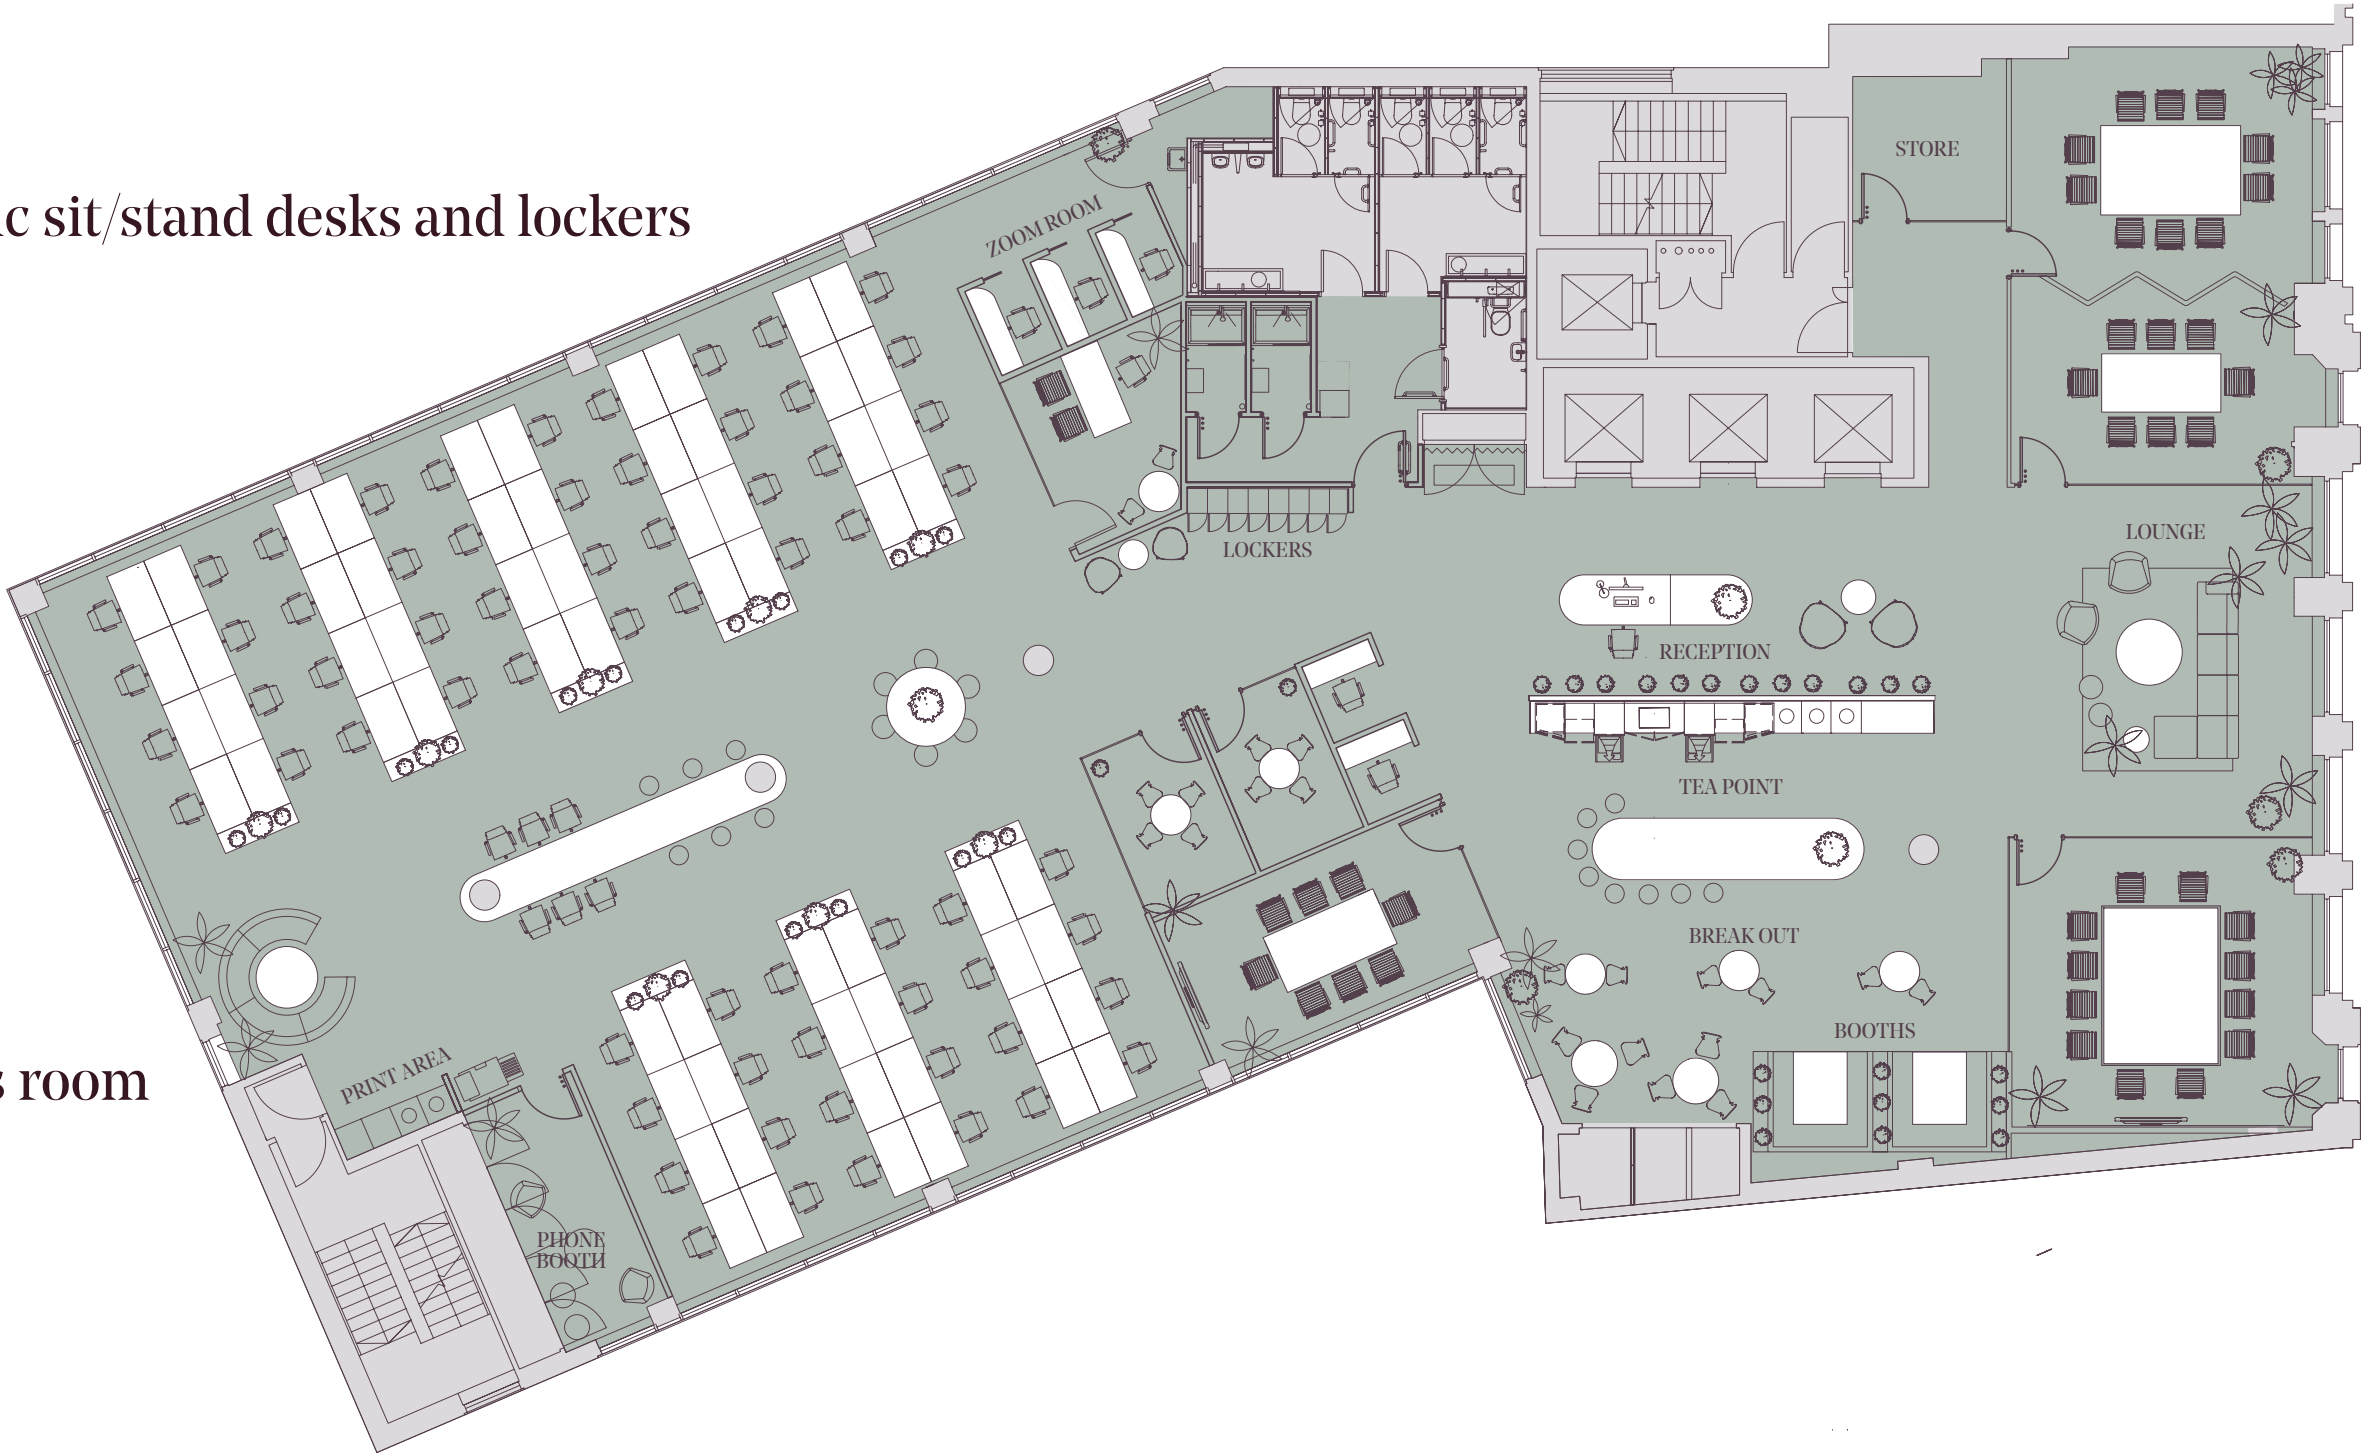 c sit/stand desks and lockers
STORE
ZOOM ROOM
LOUNGE
LOCKERS
RECEPTION
TEA POINT
BREAK OUT
BOOTHS
PRINT AREA
s room
PHONE
BOOTH